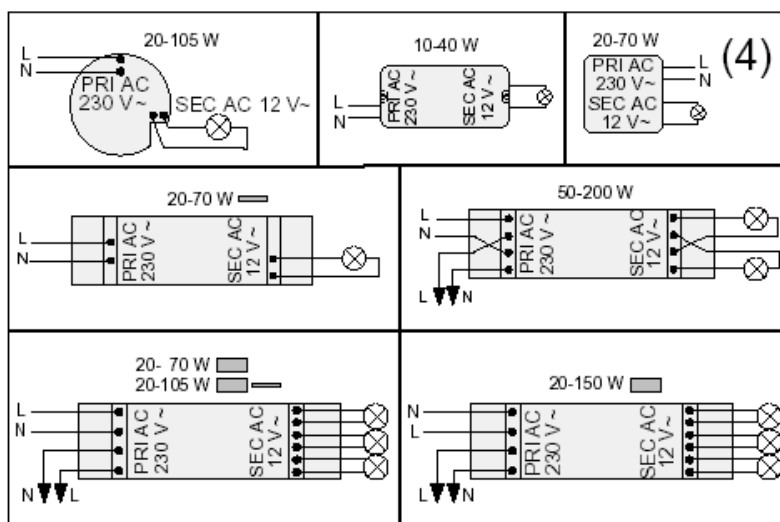 20-105 W
L
N
PRI AC
230 V~
SEC AC 12 V~
10-40 W
L
N
PRI AC
230 V~
SEC AC
12 V~
20-70 W
(4)
PRI AC
230 V~
L
N
SEC AC
12 V~
20-70 W
L
N
PRI AC
230 V~
SEC AC
12 V~
50-200 W
L
N
PRI AC
230 V~
SEC AC
12 V~
L N
20- 70 W
20-105 W
L
N
PRI AC
230 V~
SEC AC
12 V~
N L
20-150 W
N
L
PRI AC
230 V~
SEC AC
12 V~
L N